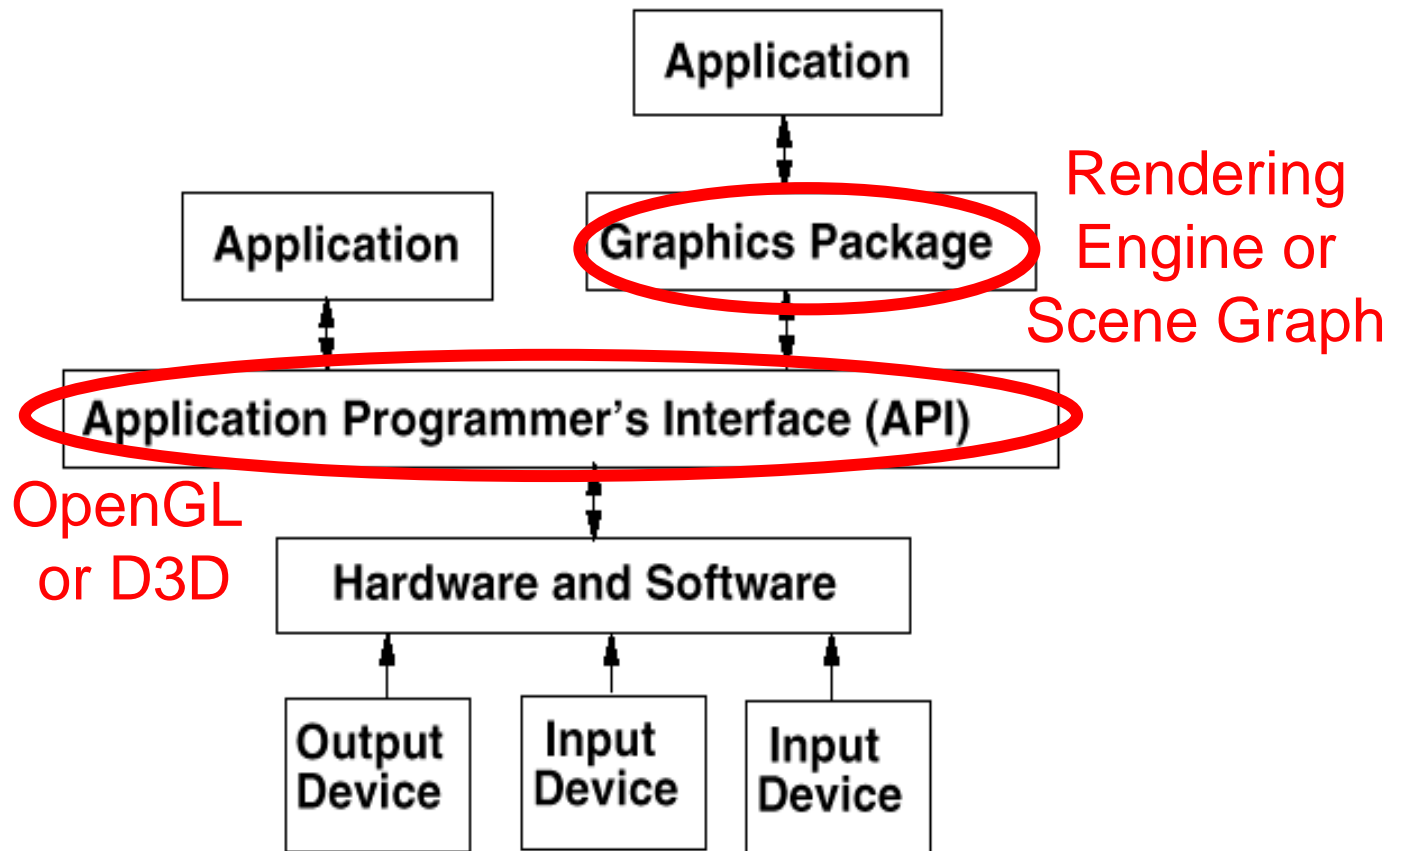 Application
Rendering
Engine or
Scene Graph
Application
Graphics Package
Application Programmer’s Interface (API)
OpenGL
or D3D
Hardware and Software
Output
Device
Input
Device
Input
Device